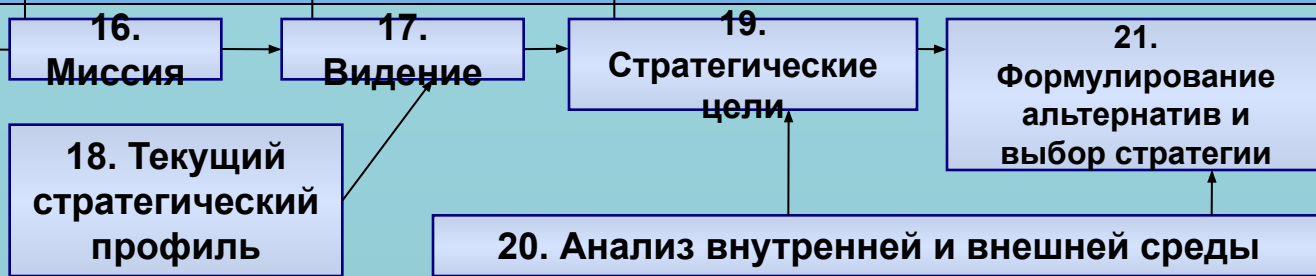 16.
Миссия
17.
Видение
19.
Стратегические
цели
21.
Формулирование
альтернатив и
выбор стратегии
18. Текущий
стратегический
профиль
20. Анализ внутренней и внешней среды